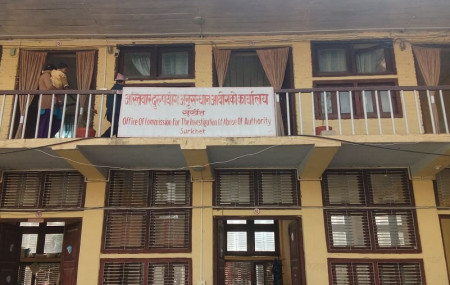 अख्तियार दुरूपयोग अनुसन्धान आयोगको कार्यालय
सुर्खेत
Office Of Commission For The Investigation Of Abuse Of Authority
Surkhet